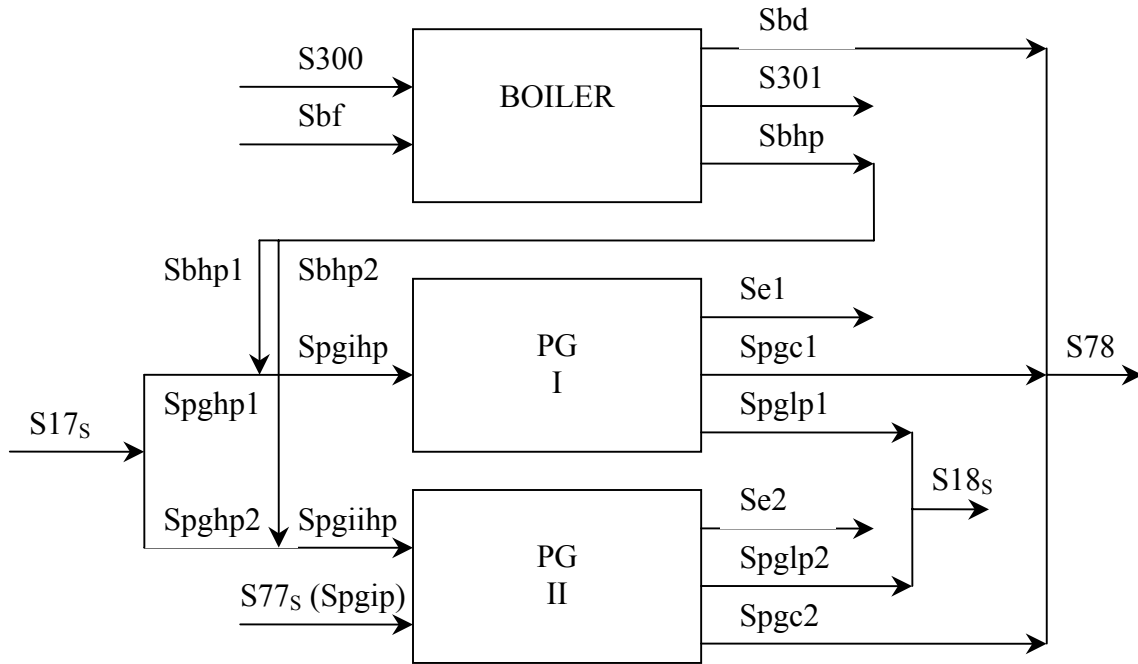 Sbd
S300
S301
BOILER
Sbf
Sbhp
Sbhp1
Sbhp2
Se1
Spgihp
PG
I
Spgc1
S78
Spghp1
Spglp1
S17S
S18S
Spghp2
Spgiihp
Se2
PG
II
Spglp2
S77S (Spgip)
Spgc2